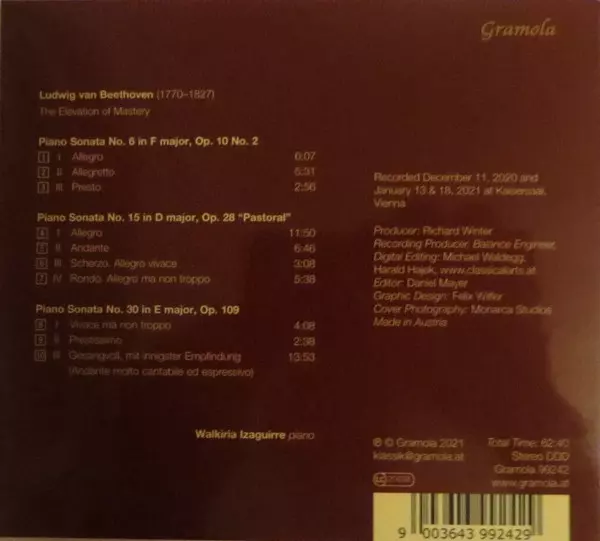 Gramola
Ludwig van Beethoven (1770–1827)
The Elevation of Mastery
Piano Sonata No. 6 in F major, Op. 10 No. 2
1 I Allegro 6:07
2 II Allegretto 5:31
3 III Presto 2:56
Piano Sonata No. 15 in D major, Op. 28 "Pastoral"
4 I Allegro 11:50
5 II Andante 6:46
6 III Scherzo. Allegro vivace 3:08
7 IV Rondo. Allegro ma non troppo 5:38
Piano Sonata No. 30 in E major, Op. 109
8 I Vivace ma non troppo 4:08
9 II Prestissimo 2:38
10 III Gesangvoll, mit innigster Empfindung 13:53
(Andante molto cantabile ed espressivo)
Walkiria Izaguirre piano
Recorded December 11, 2020 and
January 13 & 18, 2021 at Kaisersaal,
Vienna
Producer: Richard Winter
Recording Producer, Balance Engineer,
Digital Editing: Michael Waldegg,
Harald Hajek, www.classicalarts.at
Editor: Daniel Mayer
Graphic Design: Felix Wilfer
Cover Photography: Monarca Studios
Made in Austria
℗ © Gramola 2021
klassik@gramola.at
Total Time: 62:40
Stereo DDD
Gramola 99242
www.gramola.at
LC
9 003643 992429